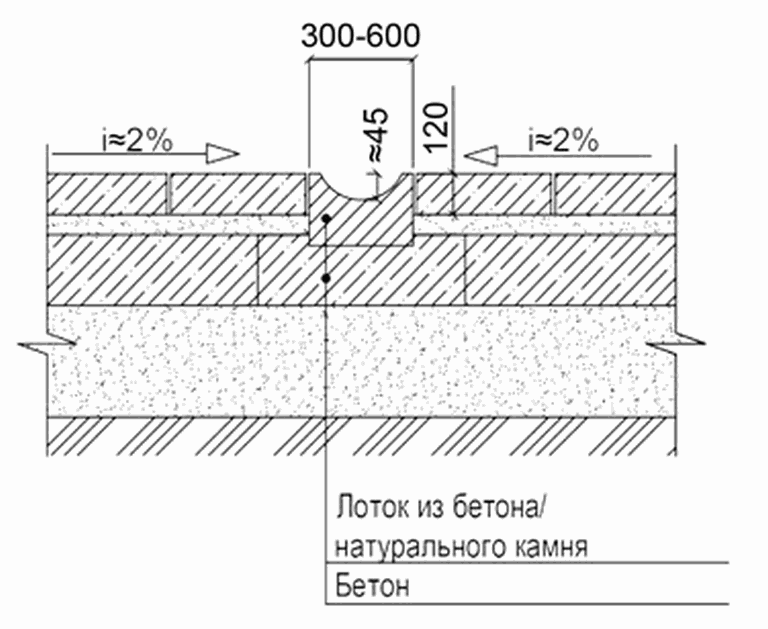 300-600
≈45
120
i≈2%
i≈2%
Лоток из бетона/
натурального камня
Бетон